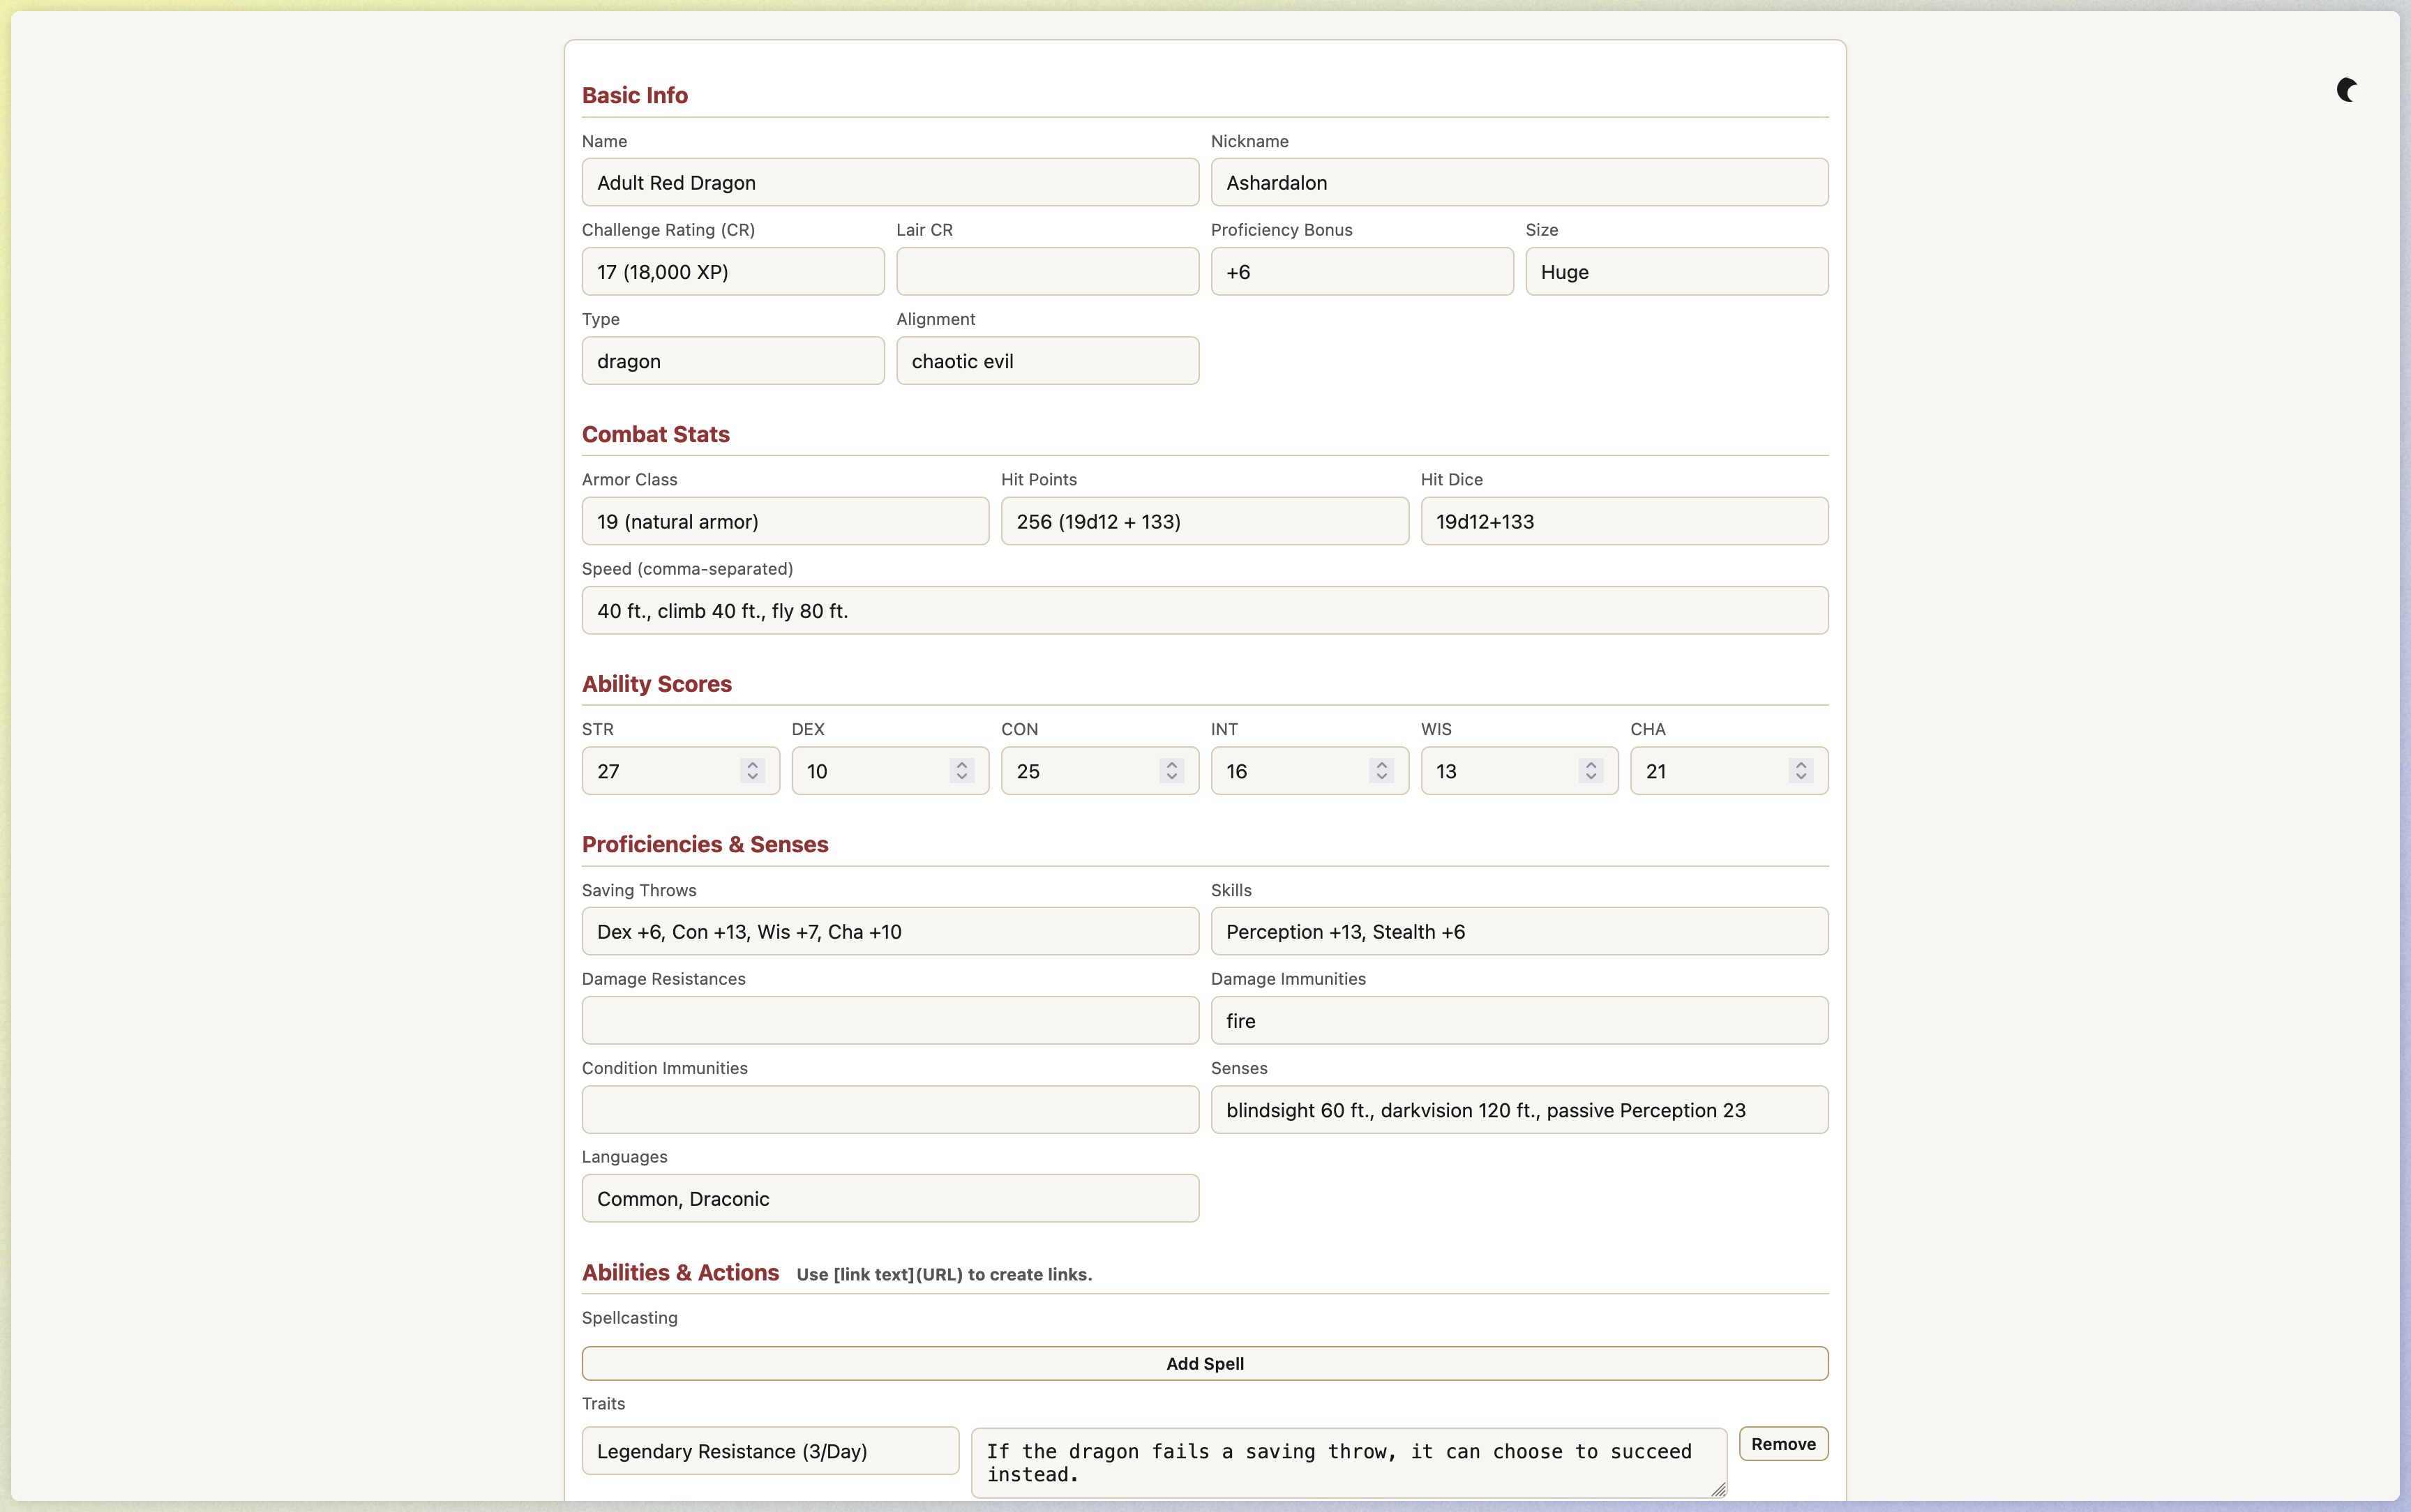 Basic Info
Name
Nickname
Adult Red Dragon
Ashardalon
Challenge Rating (CR)
Lair CR
Proficiency Bonus
Size
17 (18,000 XP)
+6
Huge
Type
Alignment
dragon
chaotic evil
Combat Stats
Armor Class
Hit Points
Hit Dice
19 (natural armor)
256 (19d12 + 133)
19d12+133
Speed (comma-separated)
40 ft., climb 40 ft., fly 80 ft.
Ability Scores
STR
DEX
CON
INT
WIS
CHA
27
10
25
16
13
21
Proficiencies & Senses
Saving Throws
Skills
Dex +6, Con +13, Wis +7, Cha +10
Perception +13, Stealth +6
Damage Resistances
Damage Immunities
fire
Condition Immunities
Senses
blindsight 60 ft., darkvision 120 ft., passive Perception 23
Languages
Common, Draconic
Abilities & Actions Use [link text](URL) to create links.
Spellcasting
Add Spell
Traits
Legendary Resistance (3/Day)
If the dragon fails a saving throw, it can choose to succeed
instead.
Remove